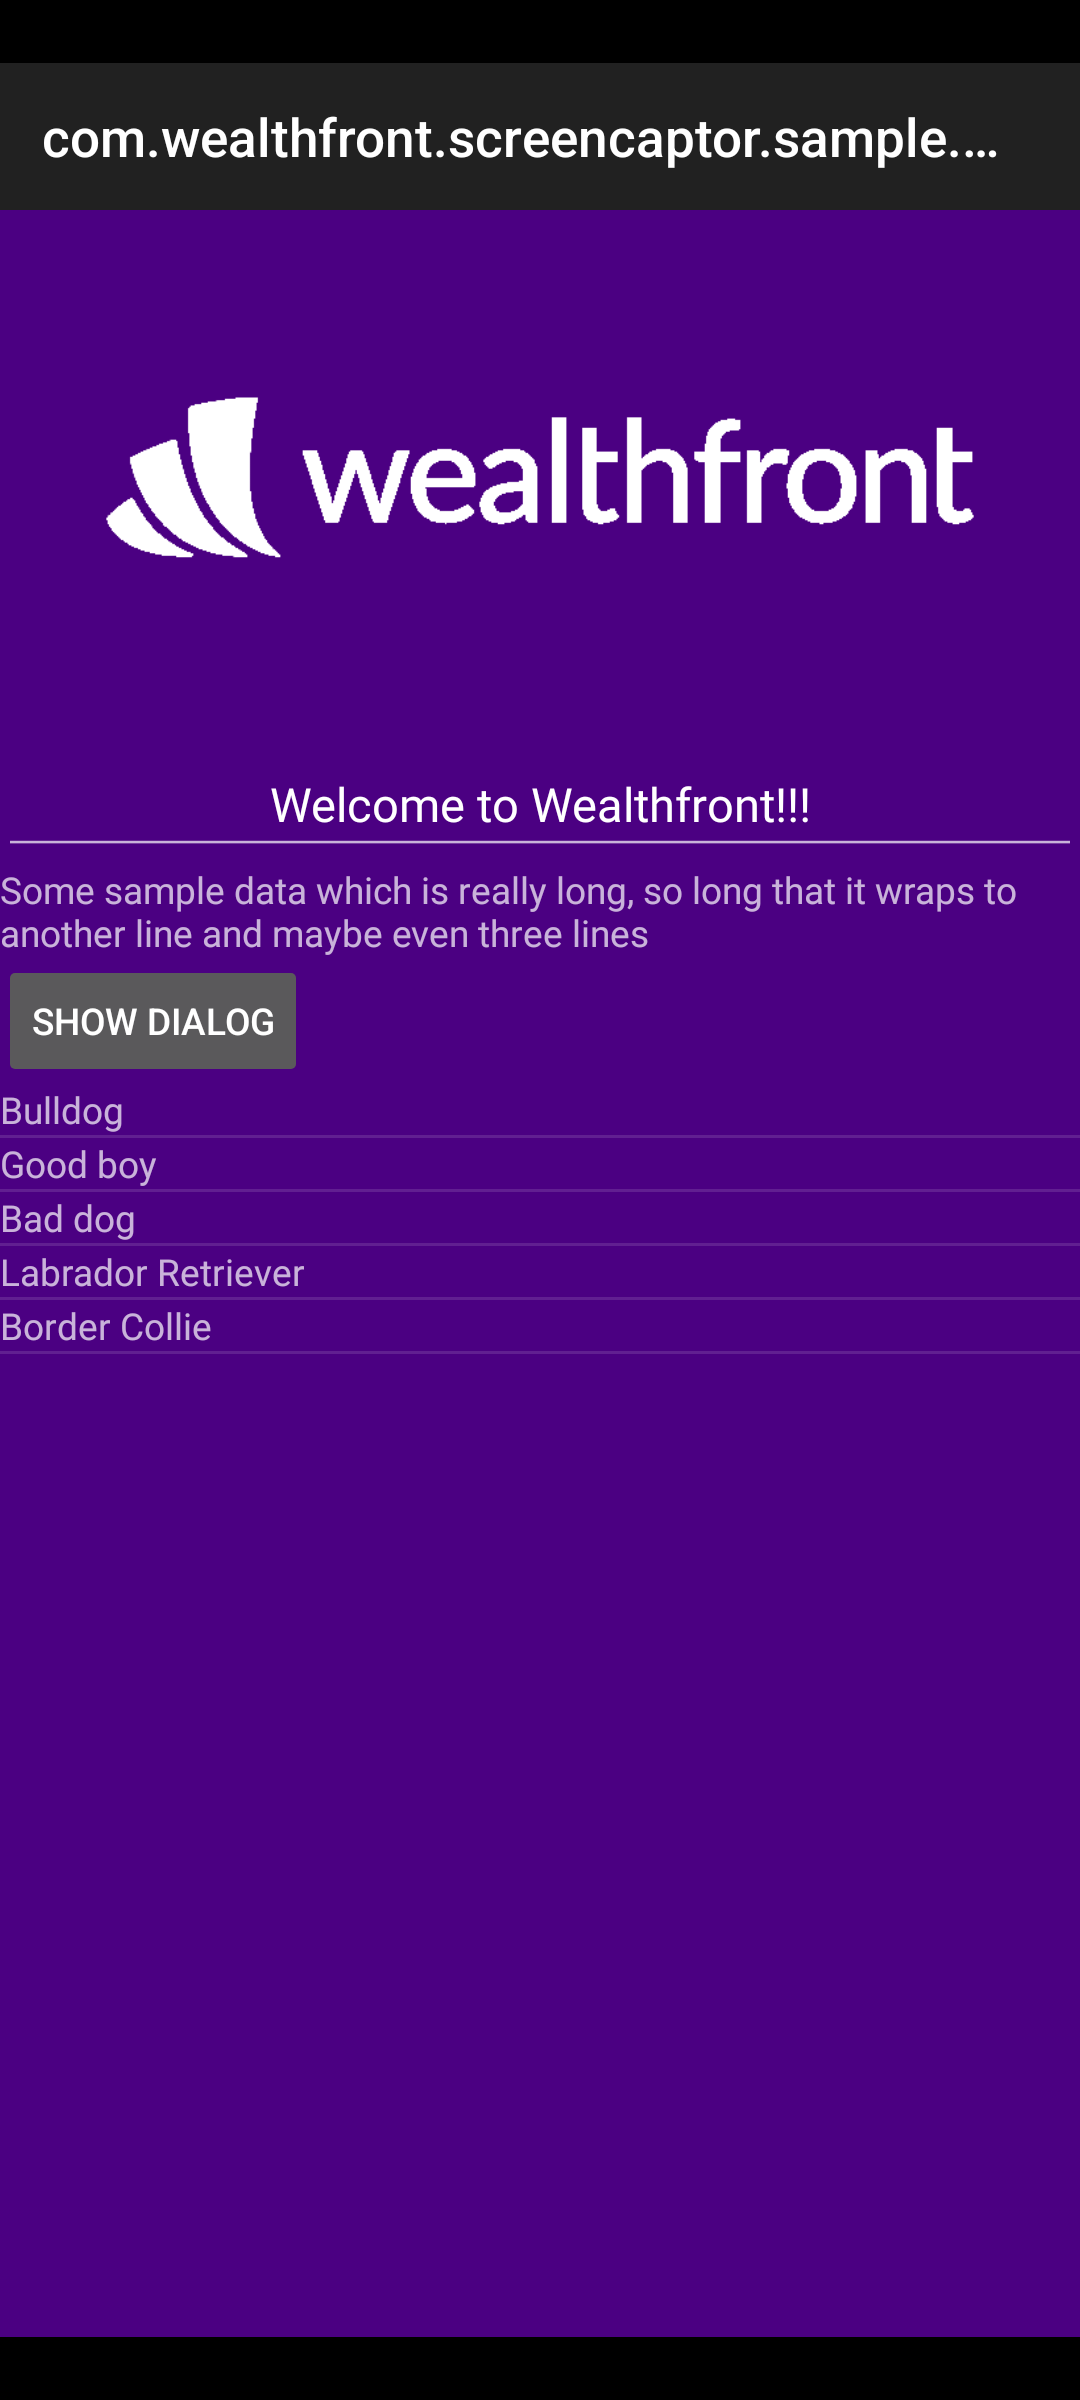 com.wealthfront.screencaptor.sample.…
wealthfront
Welcome to Wealthfront!!!
Some sample data which is really long, so long that it wraps to
another line and maybe even three lines
SHOW DIALOG
Bulldog
Good boy
Bad dog
Labrador Retriever
Border Collie